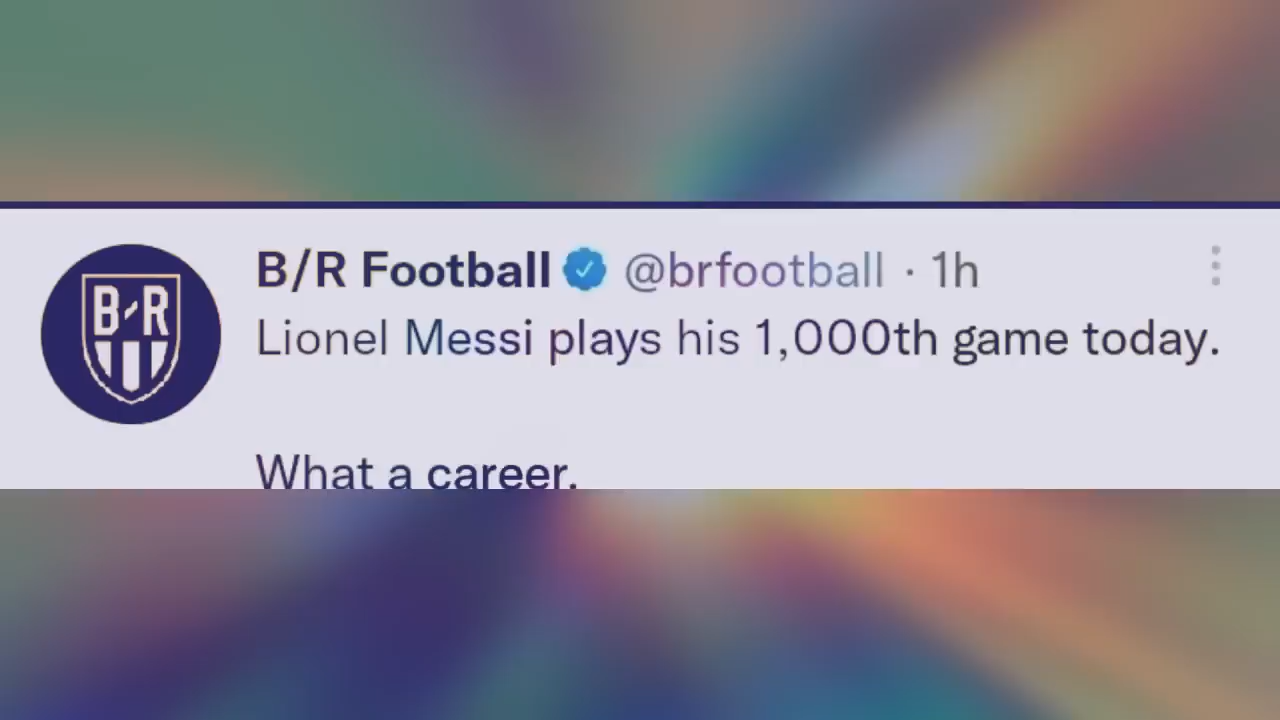 B/R
B/R Football @brfootball · 1h
Lionel Messi plays his 1,000th game today.
What a career.